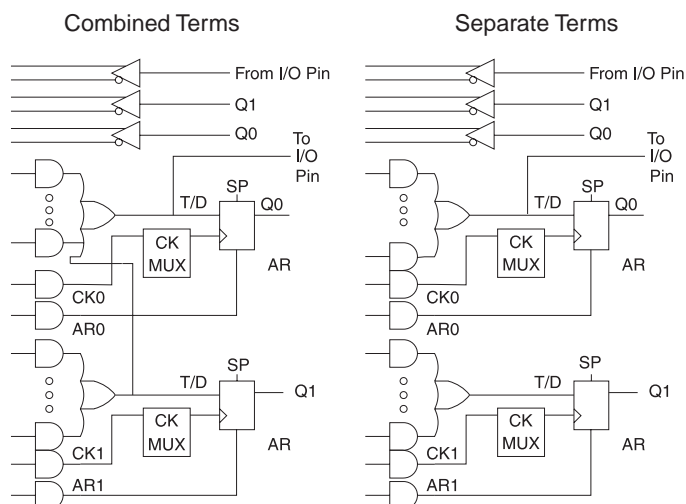 Combined Terms
From I/O Pin
Q1
Q0
To
I/O
Pin
SP
T/D
Q0
CK
MUX
AR
CK0
AR0
SP
T/D
Q1
CK
MUX
AR
CK1
AR1
Separate Terms
From I/O Pin
Q1
Q0
To
I/O
Pin
SP
T/D
Q0
CK
MUX
AR
CK0
AR0
SP
T/D
Q1
CK
MUX
AR
CK1
AR1